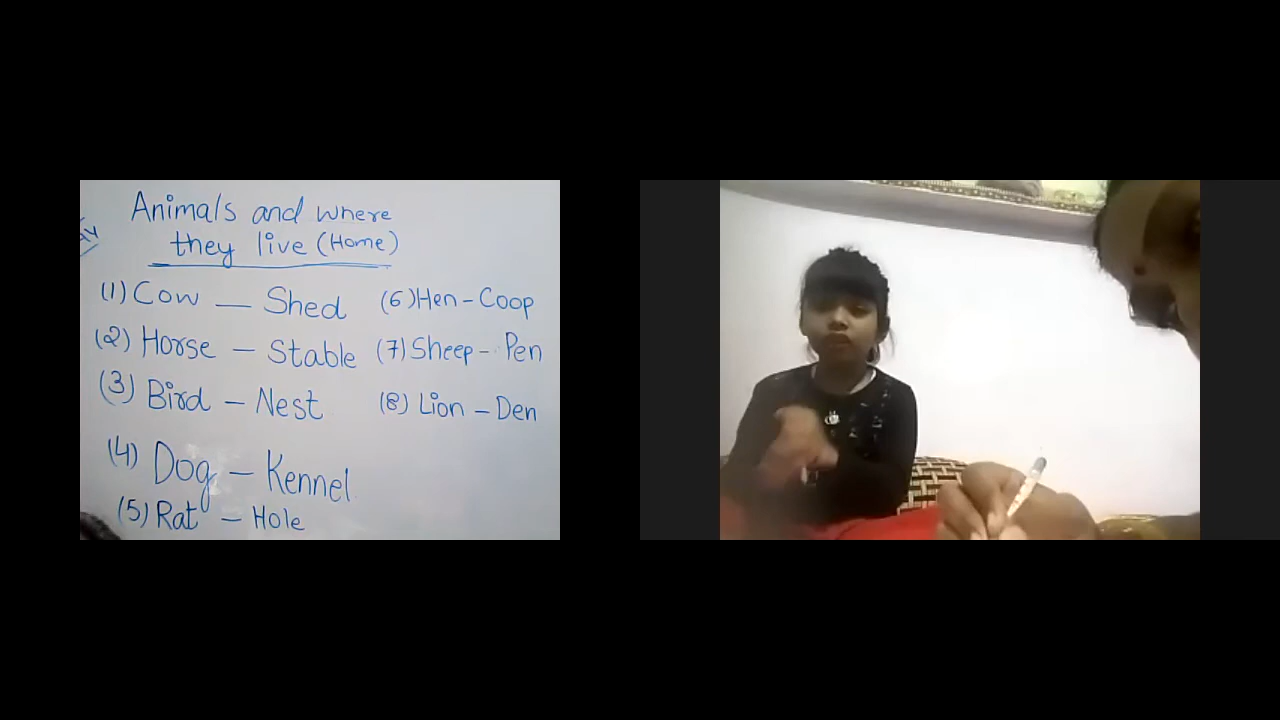 Animals and where
they live (Home)
(1) Cow — Shed
(2) Horse — Stable
(3) Bird — Nest
(4) Dog — Kennel
(5) Rat — Hole
(6) Hen - Coop
(7) Sheep - Pen
(8) Lion - Den